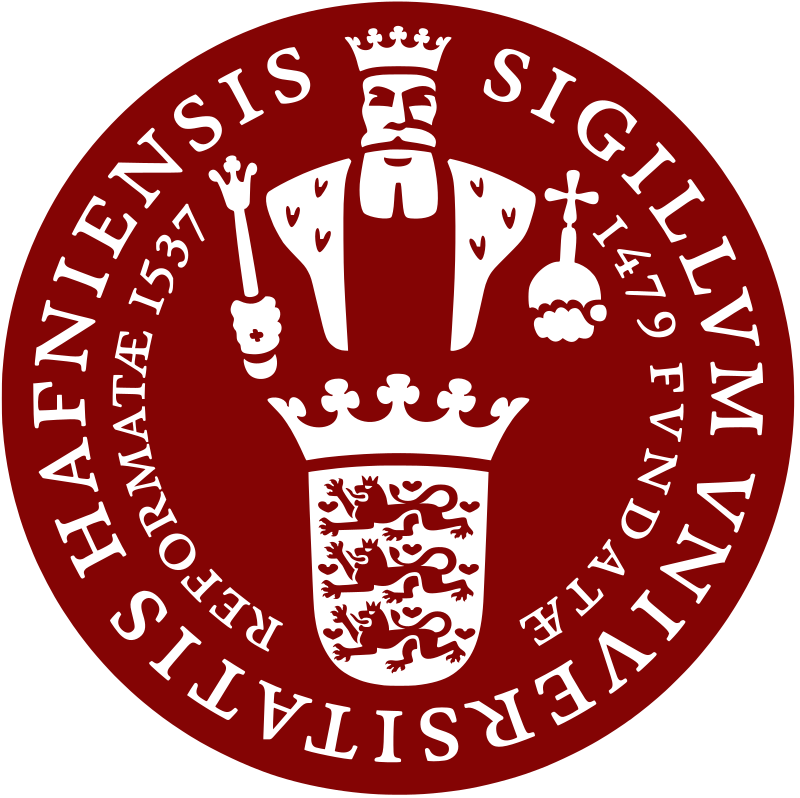 SIGILLVM VNIVERSITATIS HAFNIENSIS
1479 FVNDATÆ
REFORMATÆ 1537